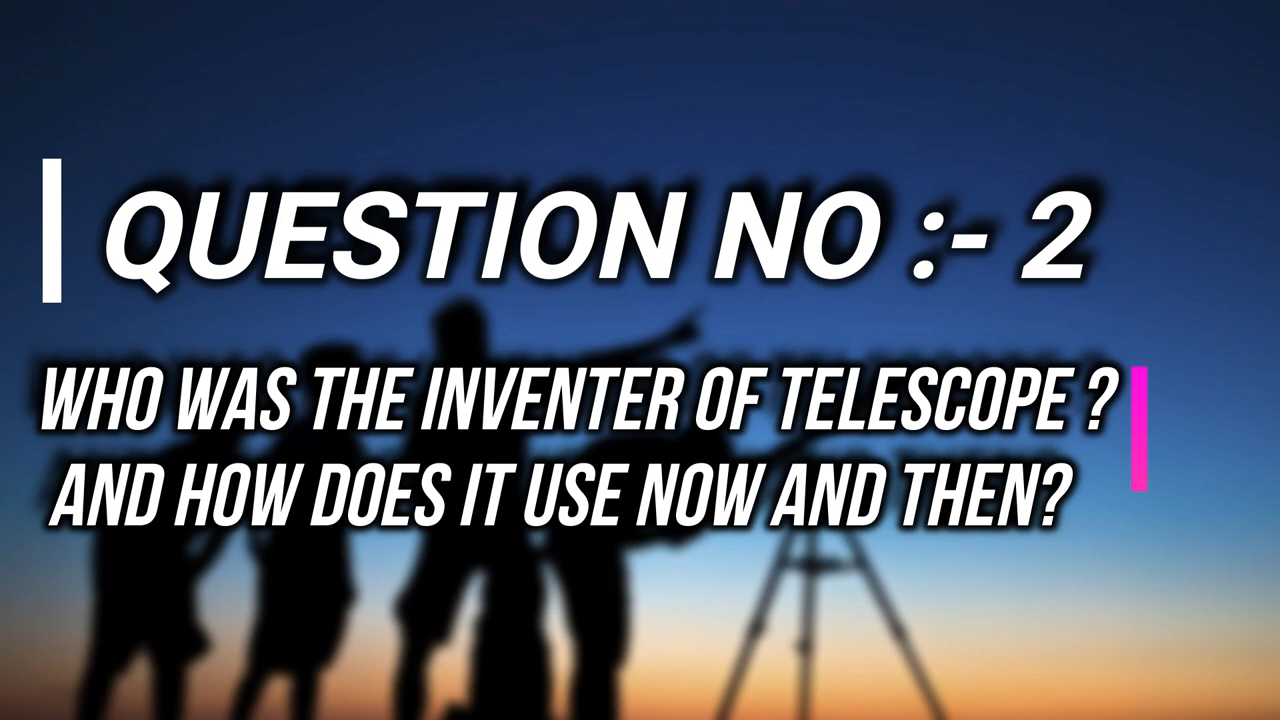 QUESTION NO :- 2
WHO WAS THE INVENTER OF TELESCOPE ?
AND HOW DOES IT USE NOW AND THEN?